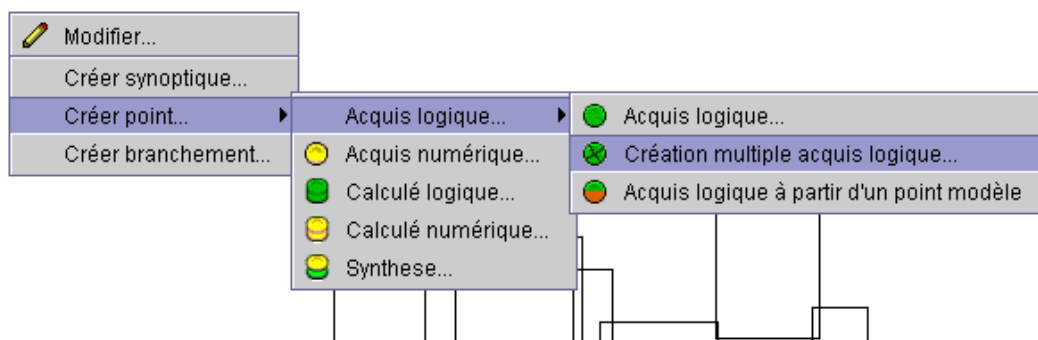 Modifier...
Créer synoptique...
Créer point...
Créer branchement...
Acquis logique...
Acquis numérique...
Calculé logique...
Calculé numérique...
Synthese...
Acquis logique...
Création multiple acquis logique...
Acquis logique à partir d'un point modèle